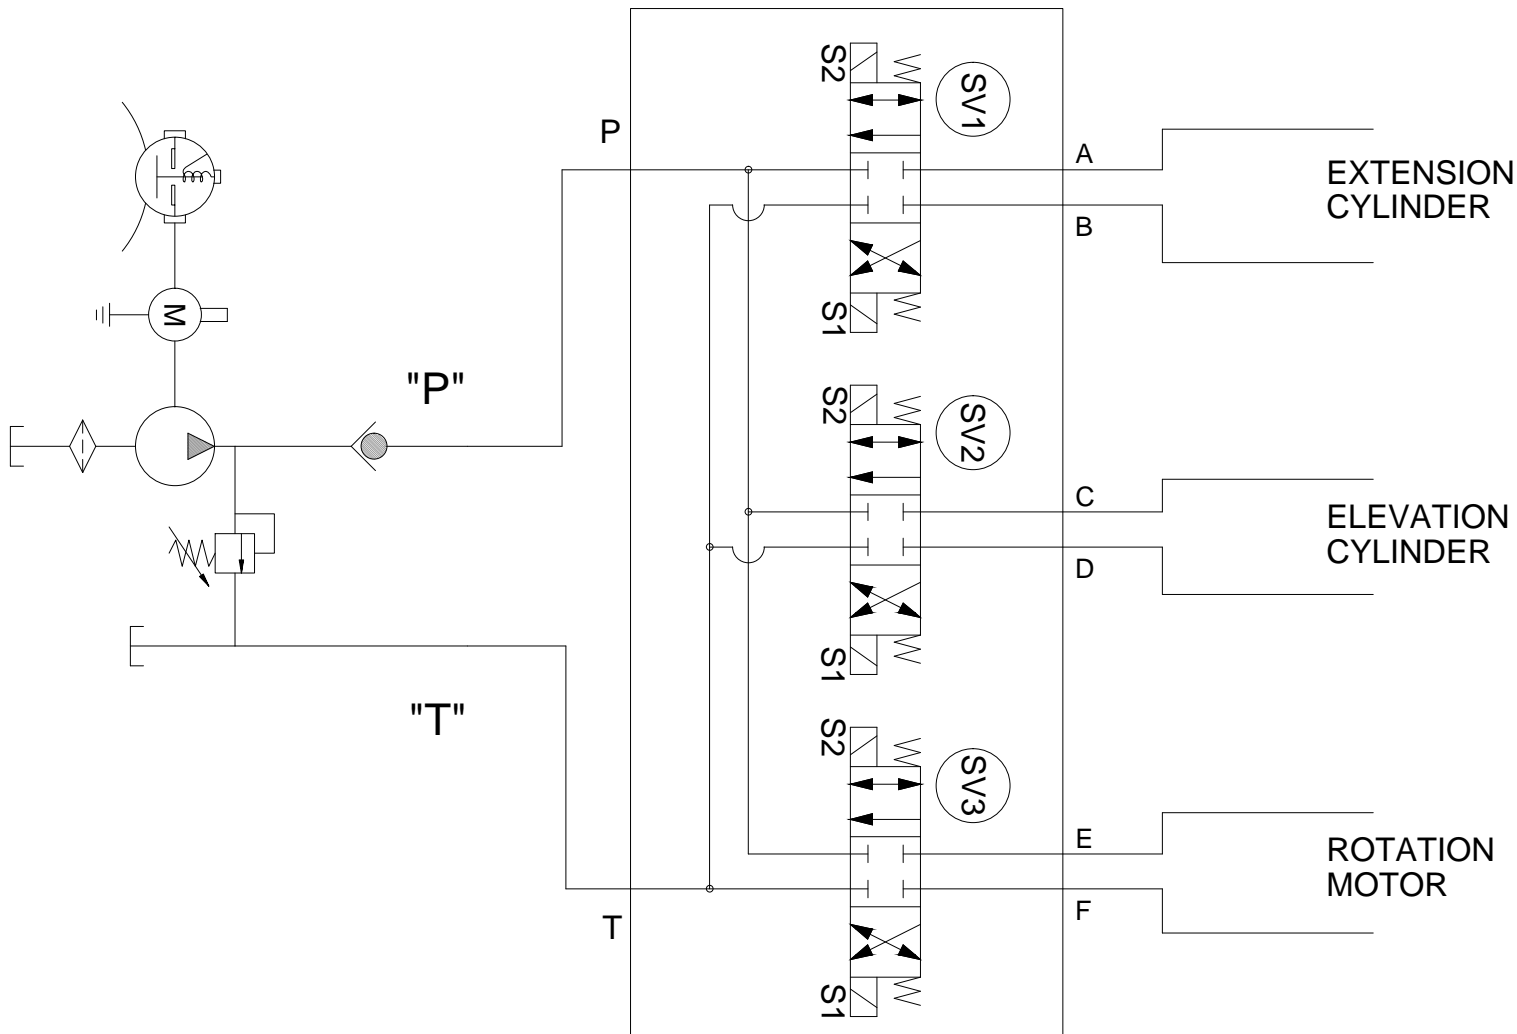 S2
SV1
P
A
EXTENSION
CYLINDER
B
S1
M
"P"
S2
SV2
C
ELEVATION
CYLINDER
D
S1
"T"
S2
SV3
E
ROTATION
MOTOR
F
T
S1